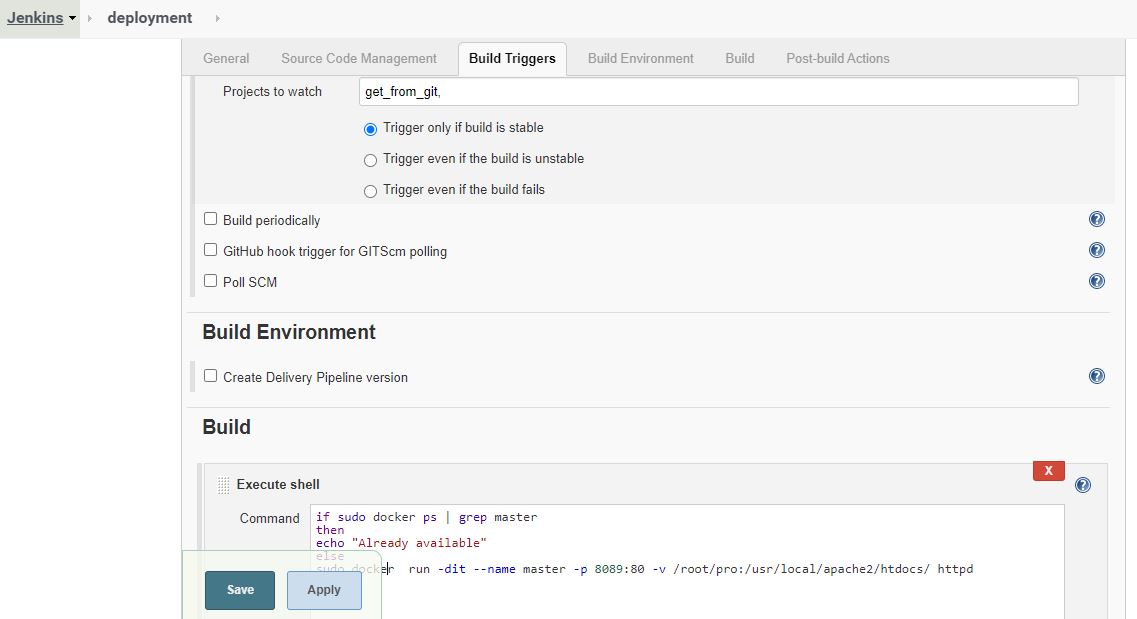 Jenkins deployment
General Source Code Management Build Triggers Build Environment Build Post-build Actions
Projects to watch get_from_git,
Trigger only if build is stable
Trigger even if the build is unstable
Trigger even if the build fails
Build periodically
GitHub hook trigger for GITScm polling
Poll SCM
Build Environment
Create Delivery Pipeline version
Build
X
Execute shell
Command
if sudo docker ps | grep master
then
echo "Already available"
else
sudo docker  run -dit --name master -p 8089:80 -v /root/pro:/usr/local/apache2/htdocs/ httpd
Save Apply